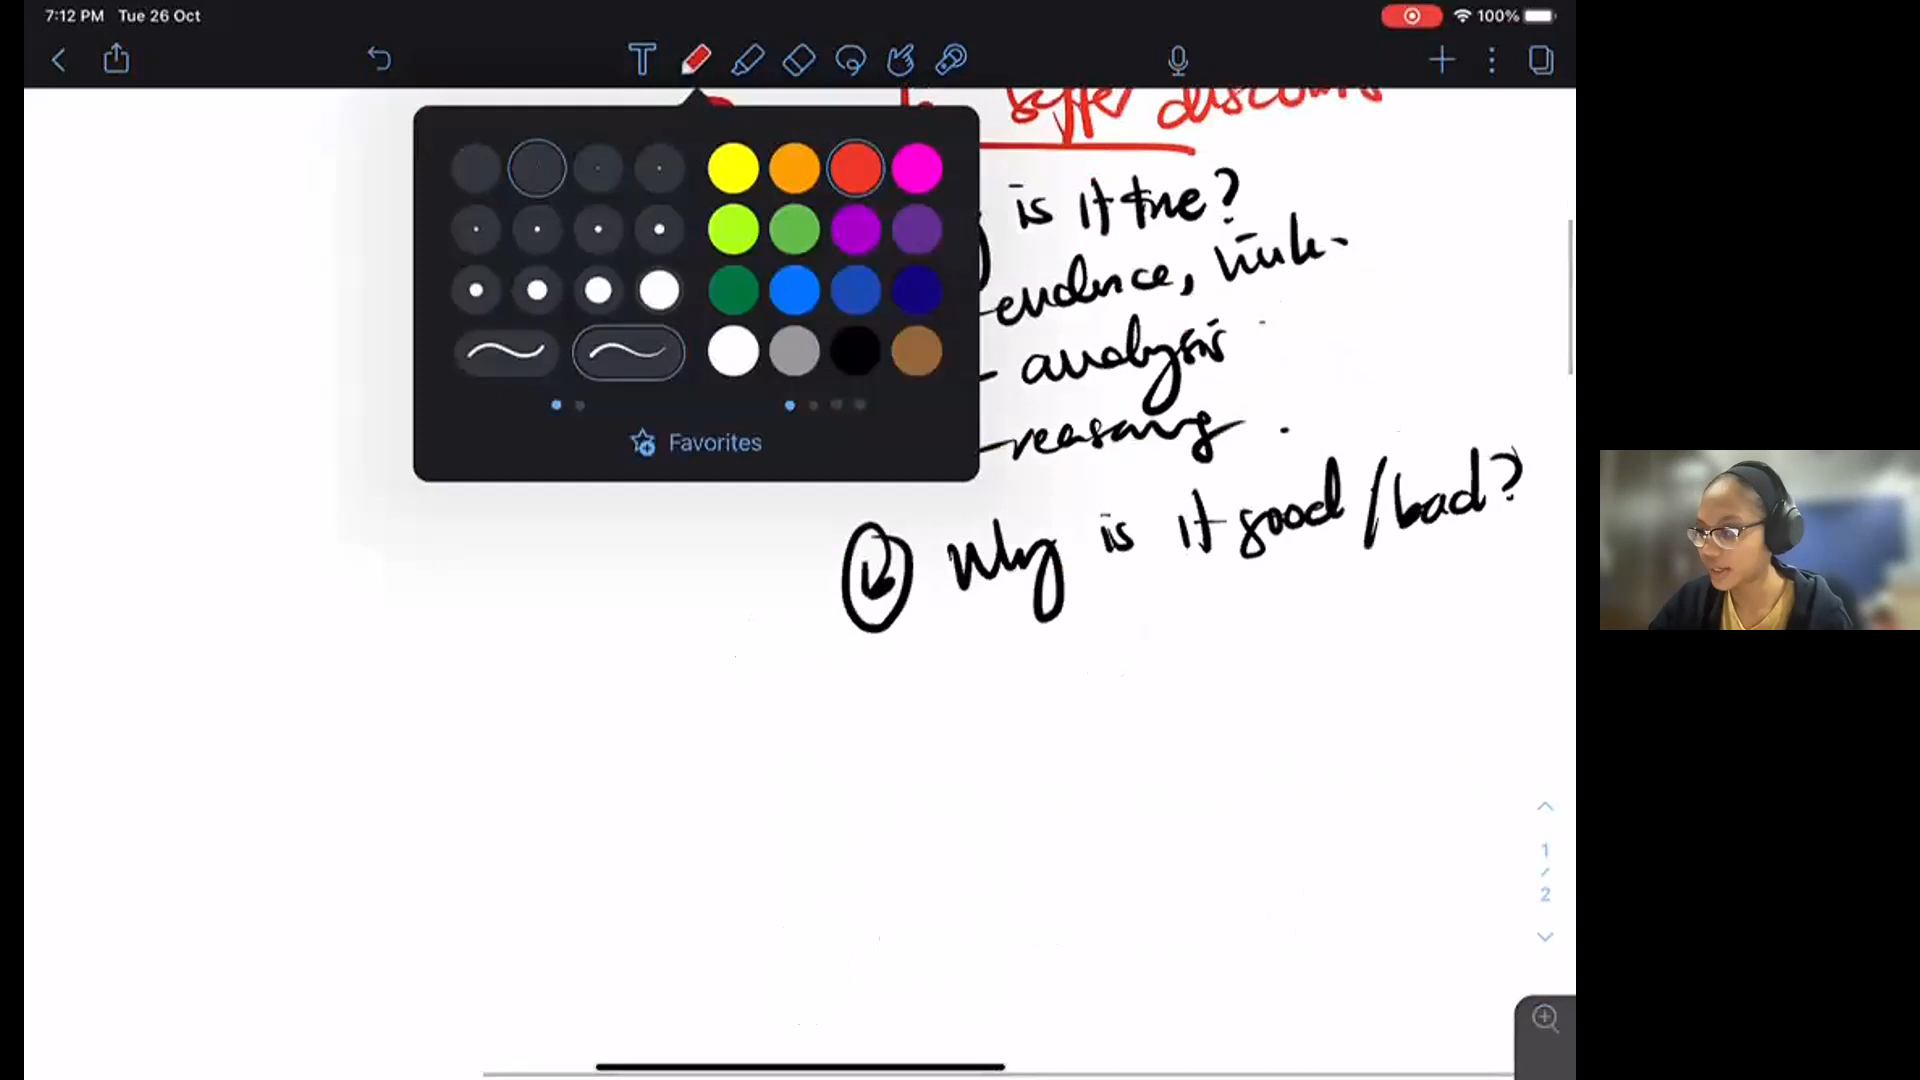 7:12 PM Tue 26 Oct
100%
T
discount
is it true?
- evidence,
- analysis
- reasoning.
Favorites
b Why is it good/bad?
1
/
2